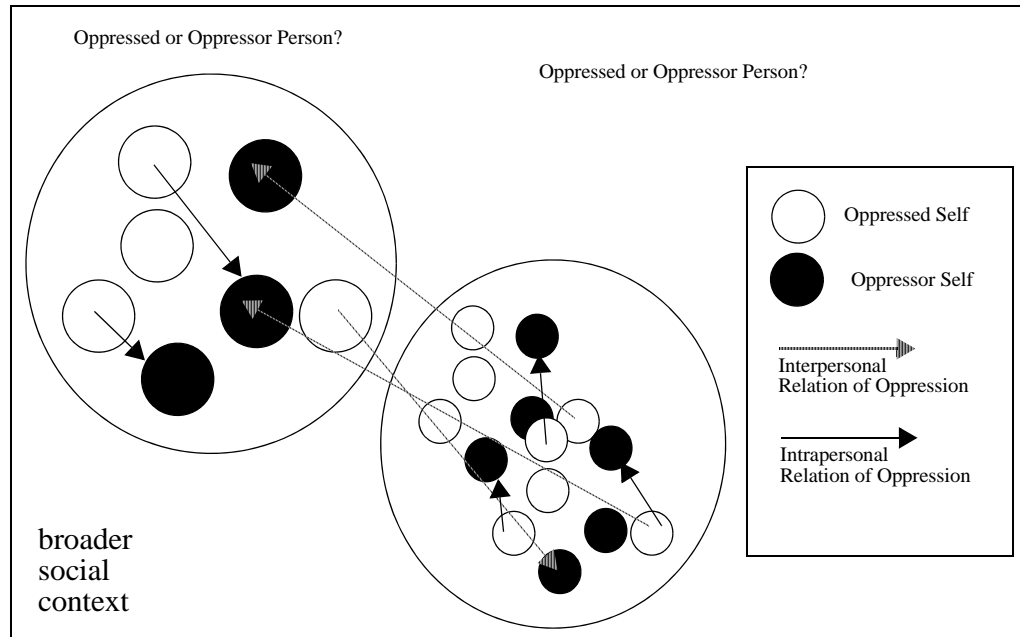 Oppressed or Oppressor Person?
Oppressed or Oppressor Person?
Oppressed Self
Oppressor Self
Interpersonal
Relation of Oppression
Intrapersonal
Relation of Oppression
broader
social
context